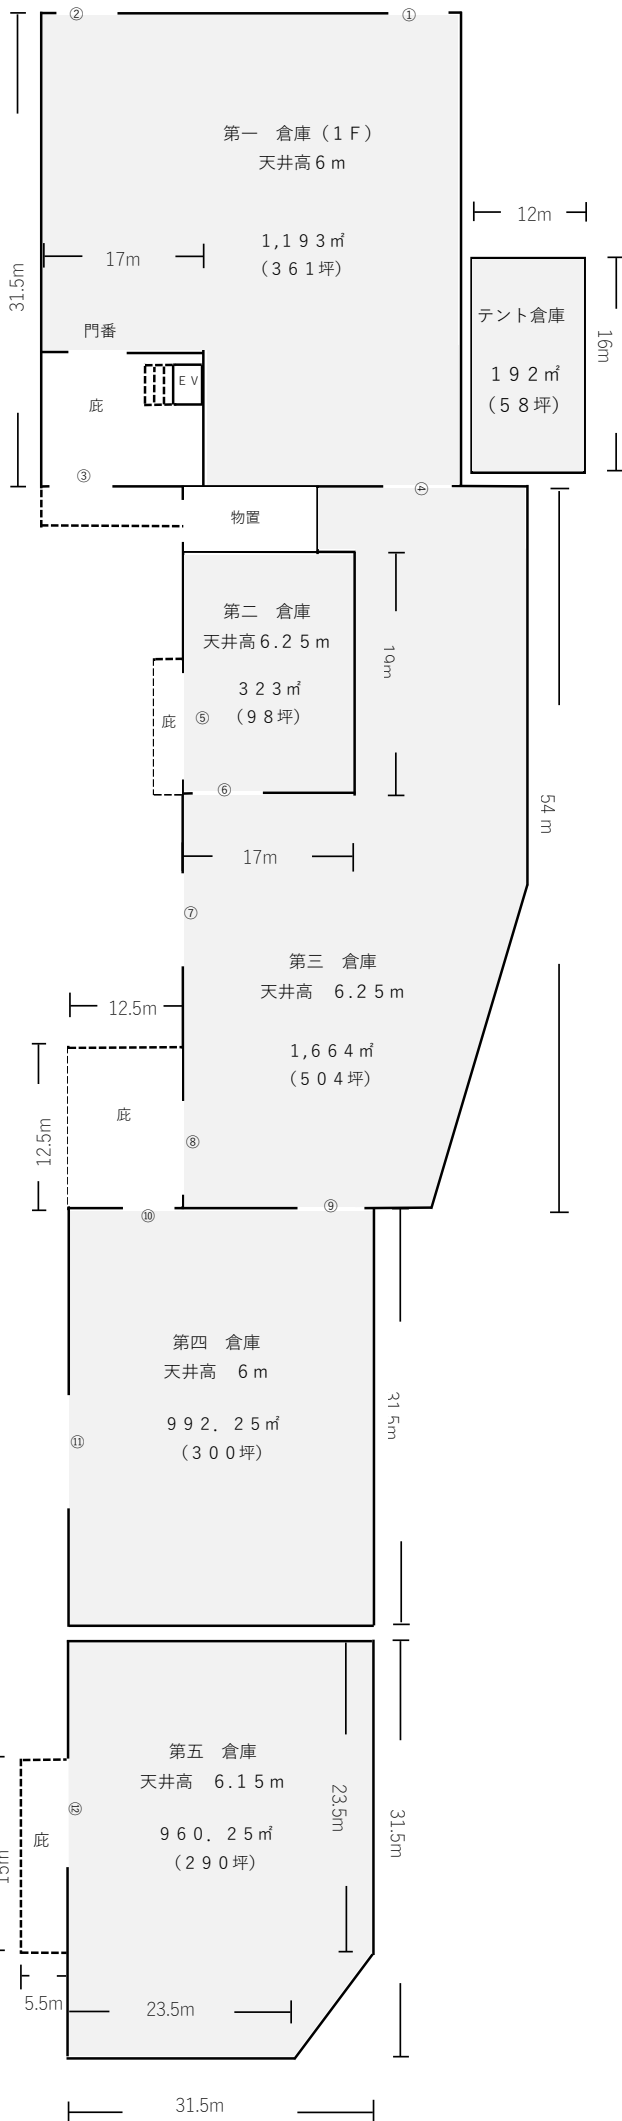 ②
①
第一　倉庫（１Ｆ）
天井高６ｍ
１,１９３㎡
（３６１坪）
17m
31.5m
門番
ＥＶ
庇
③
12m
テント倉庫
１９２㎡
（５８坪）
16m
④
物置
第二　倉庫
天井高６.２５ｍ
３２３㎡
（９８坪）
19m
庇
⑤
⑥
17m
54 m
⑦
第三　倉庫
天井高　６.２５ｍ
１,６６４㎡
（５０４坪）
12.5m
12.5m
庇
⑧
⑨
⑩
第四　倉庫
天井高　６ｍ
９９２．２５㎡
（３００坪）
31.5m
⑪
第五　倉庫
天井高　６.１５ｍ
９６０．２５㎡
（２９０坪）
23.5m
31.5m
⑫
庇
15m
5.5m
23.5m
31.5m